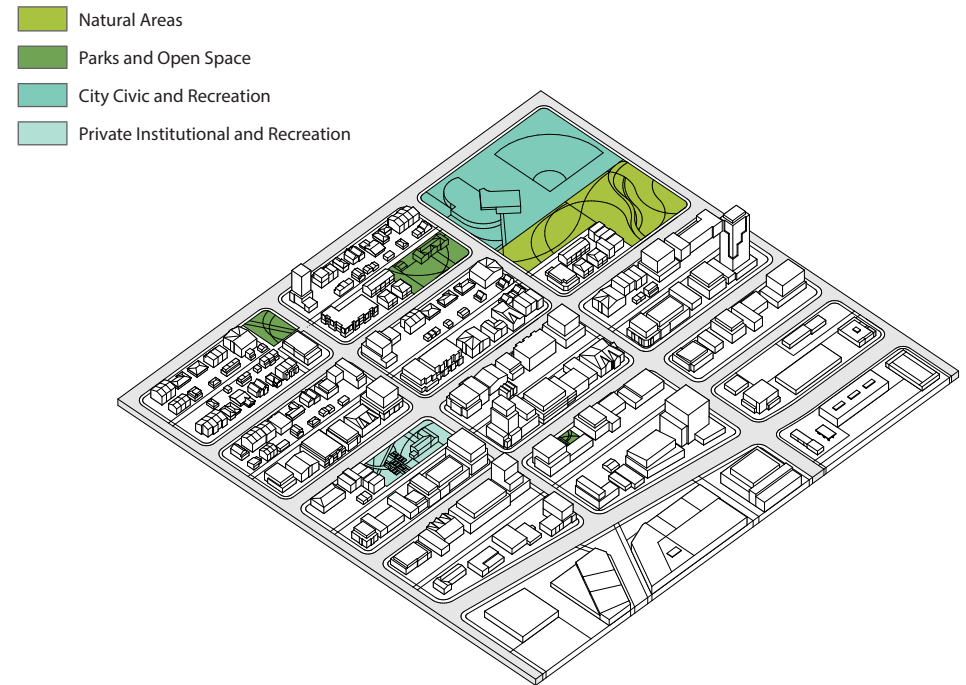 Natural Areas
Parks and Open Space
City Civic and Recreation
Private Institutional and Recreation